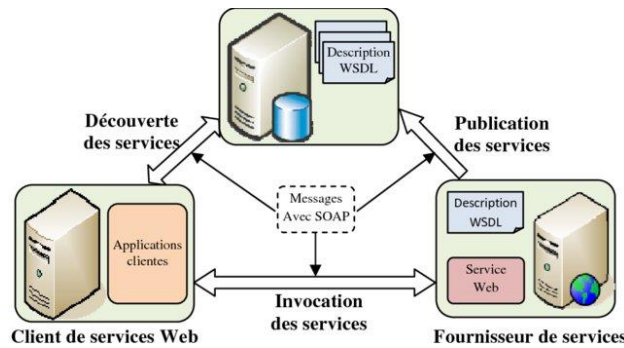 Description
WSDL
Découverte
des services
Publication
des services
Messages
Avec SOAP
Applications
clientes
Description
WSDL
Service
Web
Invocation
des services
Client de services Web
Fournisseur de services